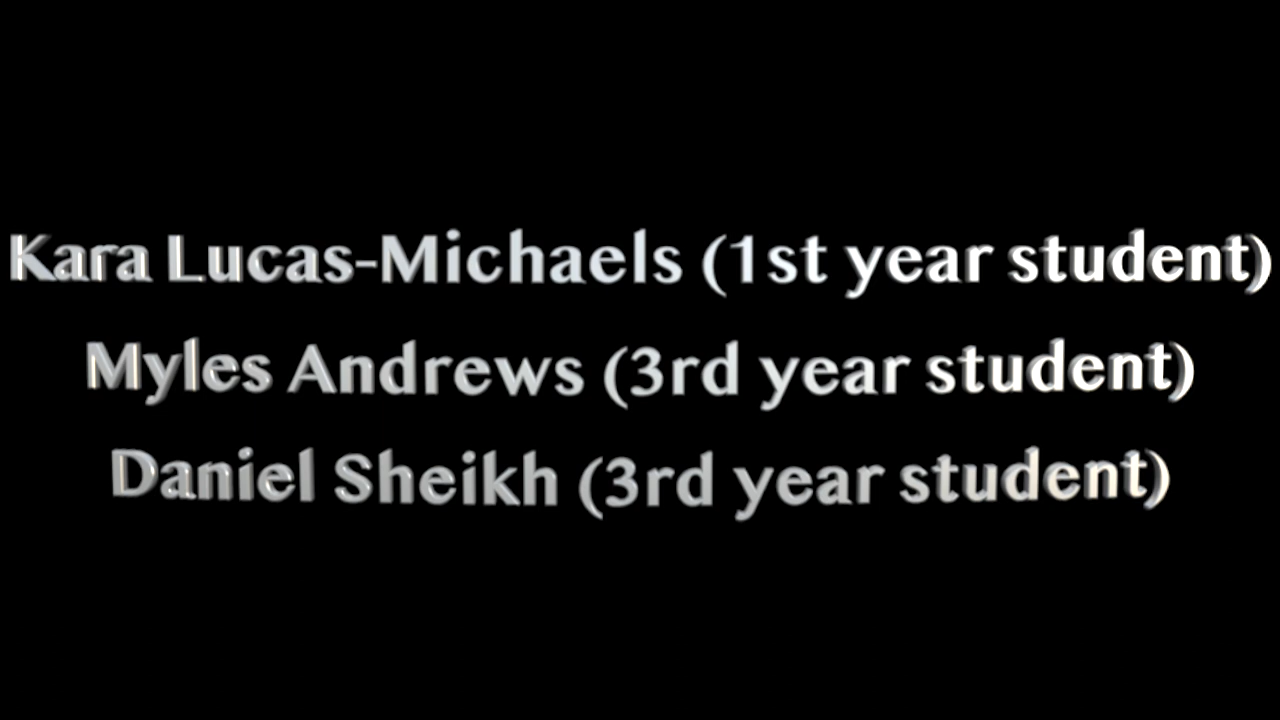 Kara Lucas-Michaels (1st year student)
Myles Andrews (3rd year student)
Daniel Sheikh (3rd year student)